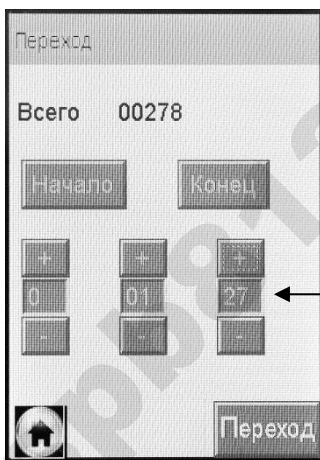 Переход
Всего 00278
Начало Конец
+ + +
0 01 27
- - -
Переход